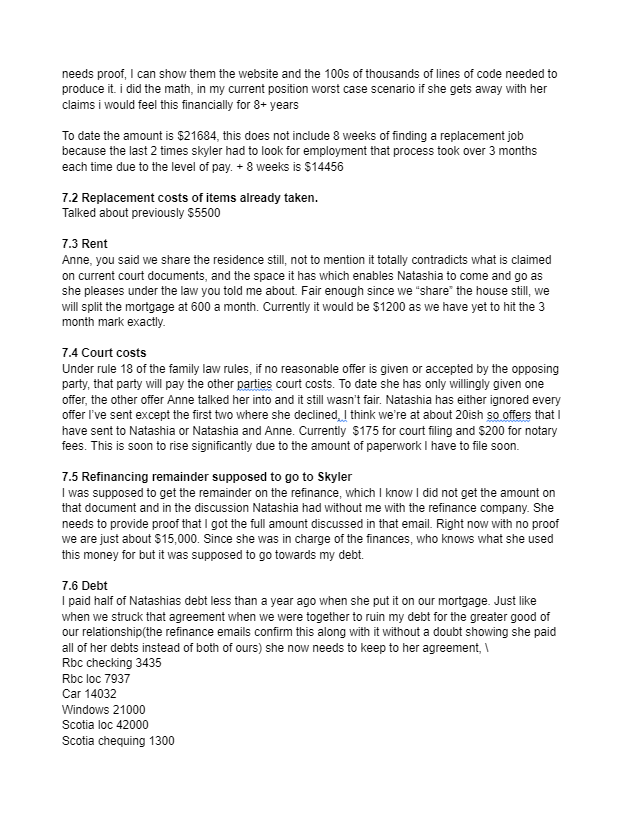 needs proof, I can show them the website and the 100s of thousands of lines of code needed to
produce it. i did the math, in my current position worst case scenario if she gets away with her
claims i would feel this financially for 8+ years
To date the amount is $21684, this does not include 8 weeks of finding a replacement job
because the last 2 times skyler had to look for employment that process took over 3 months
each time due to the level of pay. + 8 weeks is $14456
7.2 Replacement costs of items already taken.
Talked about previously $5500
7.3 Rent
Anne, you said we share the residence still, not to mention it totally contradicts what is claimed
on current court documents, and the space it has which enables Natashia to come and go as
she pleases under the law you told me about. Fair enough since we “share” the house still, we
will split the mortgage at 600 a month. Currently it would be $1200 as we have yet to hit the 3
month mark exactly.
7.4 Court costs
Under rule 18 of the family law rules, if no reasonable offer is given or accepted by the opposing
party, that party will pay the other parties court costs. To date she has only willingly given one
offer, the other offer Anne talked her into and it still wasn’t fair. Natashia has either ignored every
offer I’ve sent except the first two where she declined, I think we’re at about 20ish so offers that I
have sent to Natashia or Natashia and Anne. Currently  $175 for court filing and $200 for notary
fees. This is soon to rise significantly due to the amount of paperwork I have to file soon.
7.5 Refinancing remainder supposed to go to Skyler
I was supposed to get the remainder on the refinance, which I know I did not get the amount on
that document and in the discussion Natashia had without me with the refinance company. She
needs to provide proof that I got the full amount discussed in that email. Right now with no proof
we are just about $15,000. Since she was in charge of the finances, who knows what she used
this money for but it was supposed to go towards my debt.
7.6 Debt
I paid half of Natashias debt less than a year ago when she put it on our mortgage. Just like
when we struck that agreement when we were together to ruin my debt for the greater good of
our relationship(the refinance emails confirm this along with it without a doubt showing she paid
all of her debts instead of both of ours) she now needs to keep to her agreement, \
Rbc checking 3435
Rbc loc 7937
Car 14032
Windows 21000
Scotia loc 42000
Scotia chequing 1300